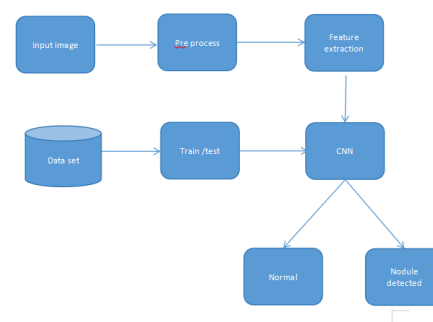 Input image
Pre process
Feature
extraction
Data set
Train /test
CNN
Normal
Nodule
detected